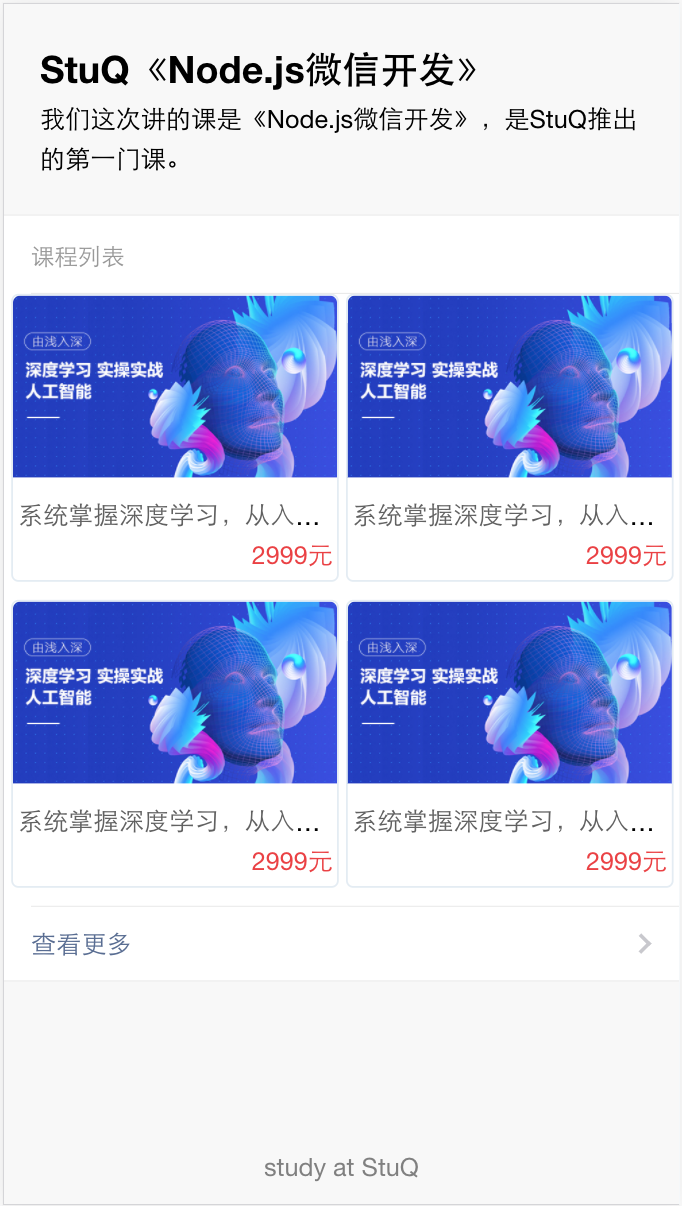 StuQ《Node.js微信开发》
我们这次讲的课是《Node.js微信开发》，是StuQ推出
的第一门课。
课程列表
由浅入深
深度学习 实操实战
人工智能
系统掌握深度学习，从入...
2999元
由浅入深
深度学习 实操实战
人工智能
系统掌握深度学习，从入...
2999元
由浅入深
深度学习 实操实战
人工智能
系统掌握深度学习，从入...
2999元
由浅入深
深度学习 实操实战
人工智能
系统掌握深度学习，从入...
2999元
查看更多
study at StuQ